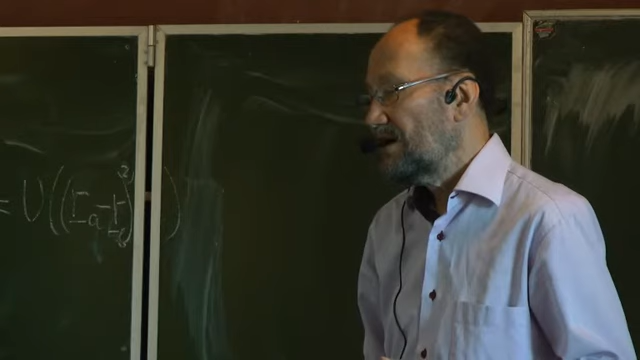 = U((r_a - r_b)²)